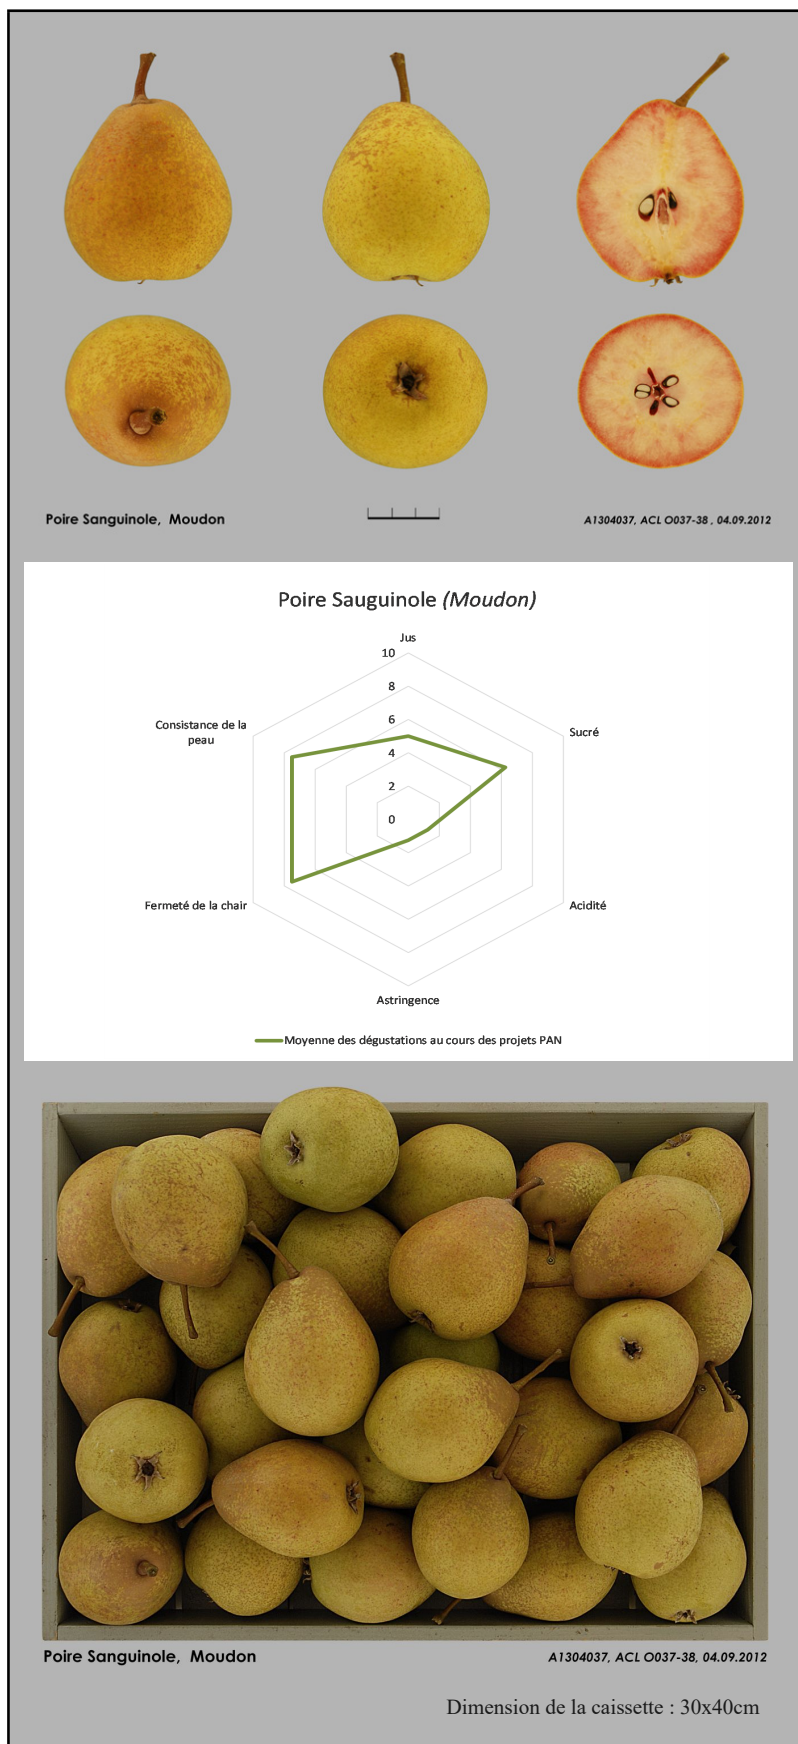 Poire Sanguinole, Moudon
A1304037, ACL O037-38 , 04.09.2012
Poire Sauguinole (Moudon)
Jus
10
8
6
4
2
0
Sucré
Acidité
Astringence
Fermeté de la chair
Consistance de la
peau
Moyenne des dégustations au cours des projets PAN
Poire Sanguinole, Moudon
A1304037, ACL O037-38, 04.09.2012
Dimension de la caissette : 30x40cm